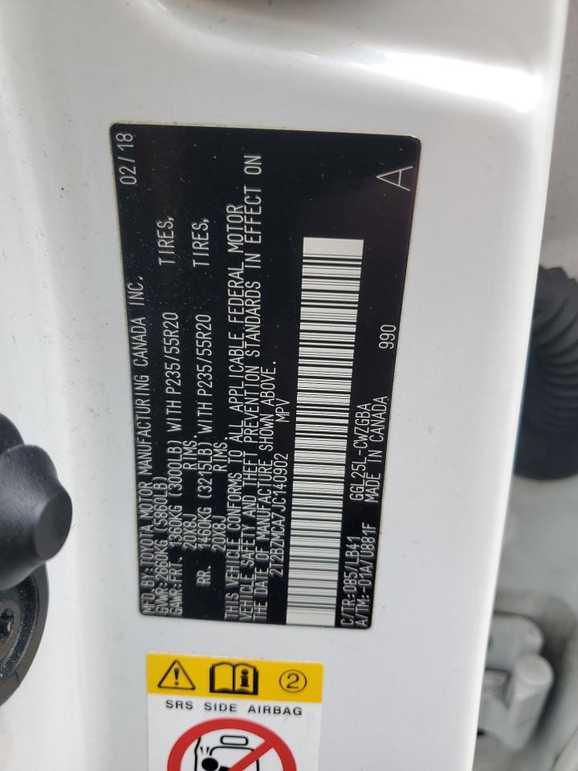 MFD.BY:TOYOTA MOTOR MANUFACTURING CANADA INC. 02/18
GVWR-2660KG (5860LB)
GAWR-FRT. 1360KG (3000LB) WITH P235/55R20 TIRES,
20X8J RIMS,
RR. 1460KG (3245LB) WITH P235/55R20 TIRES,
20X8J RIMS,
THIS VEHICLE CONFORMS TO ALL APPLICABLE FEDERAL MOTOR
VEHICLE SAFETY AND THEFT PREVENTION STANDARDS IN EFFECT ON
THE DATE OF MANUFACTURE SHOWN ABOVE.
2T2BZMCA7JC140902 MPV
A
C/TR:085/LB41 GGL25L-CWZGBA 990
A/TM:-01A/U881F MADE IN CANADA
2
SRS SIDE AIRBAG